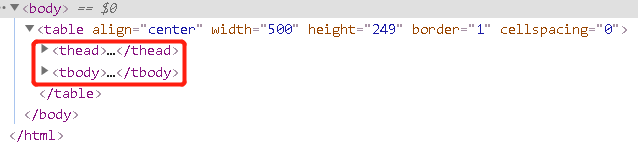 <body> == $0
<table align="center" width="500" height="249" border="1" cellspacing="0">
<thead>…</thead>
<tbody>…</tbody>
</table>
</body>
</html>